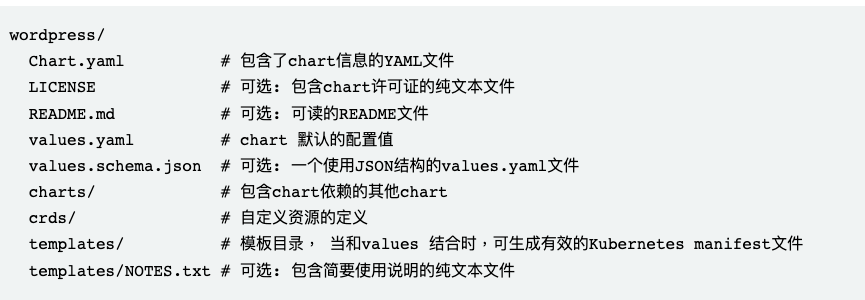 wordpress/
  Chart.yaml          # 包含了chart信息的YAML文件
  LICENSE             # 可选: 包含chart许可证的纯文本文件
  README.md           # 可选: 可读的README文件
  values.yaml         # chart 默认的配置值
  values.schema.json  # 可选: 一个使用JSON结构的values.yaml文件
  charts/             # 包含chart依赖的其他chart
  crds/               # 自定义资源的定义
  templates/          # 模板目录， 当和values 结合时，可生成有效的Kubernetes manifest文件
  templates/NOTES.txt # 可选: 包含简要使用说明的纯文本文件